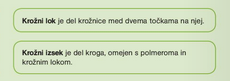 Krožni lok je del krožnice med dvema točkama na njej.
Krožni izsek je del kroga, omejen s polmeroma in
krožnim lokom.